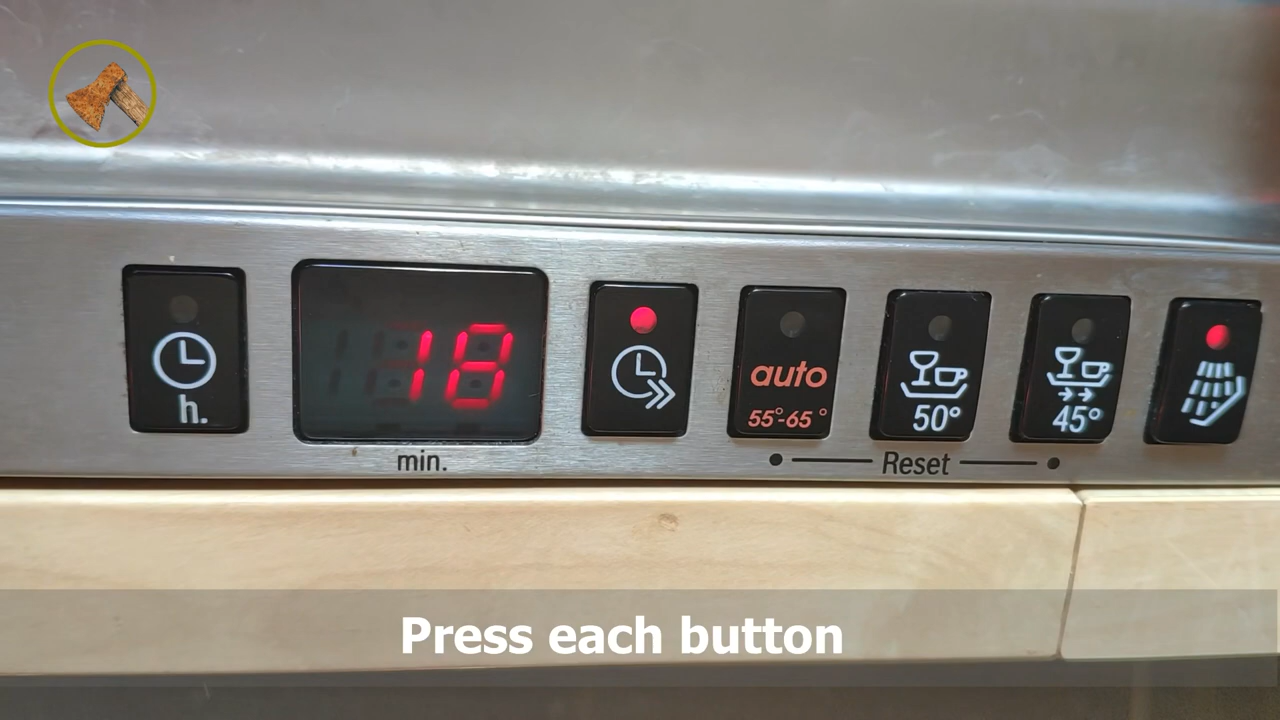 h.
18
min.
auto
55°-65°
50°
45°
Reset
Press each button